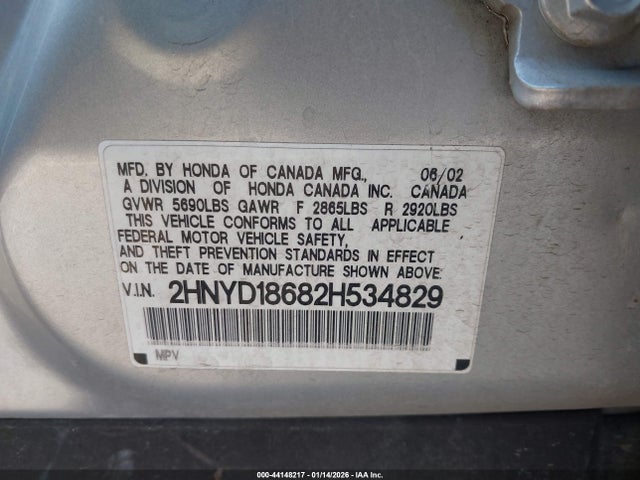 MFD. BY HONDA OF CANADA MFG., 06/02
A DIVISION OF HONDA CANADA INC. CANADA
GVWR 5690LBS GAWR F 2865LBS R 2920LBS
THIS VEHICLE CONFORMS TO ALL APPLICABLE
FEDERAL MOTOR VEHICLE SAFETY,
AND THEFT PREVENTION STANDARDS IN EFFECT
ON THE DATE OF MANUFACTURE SHOWN ABOVE.
V.I.N. 2HNYD18682H534829
MPV
000-44148217 - 01/14/2026 - IAA Inc.